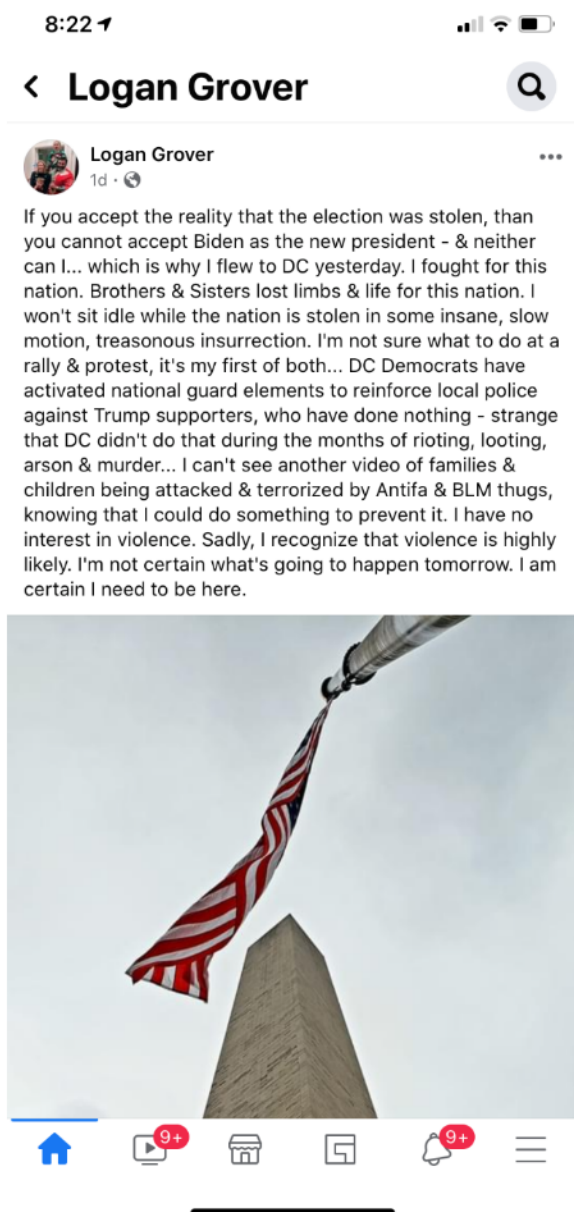 8:22
Logan Grover
Logan Grover
1d ·
If you accept the reality that the election was stolen, than
you cannot accept Biden as the new president - & neither
can I... which is why I flew to DC yesterday. I fought for this
nation. Brothers & Sisters lost limbs & life for this nation. I
won't sit idle while the nation is stolen in some insane, slow
motion, treasonous insurrection. I'm not sure what to do at a
rally & protest, it's my first of both... DC Democrats have
activated national guard elements to reinforce local police
against Trump supporters, who have done nothing - strange
that DC didn't do that during the months of rioting, looting,
arson & murder... I can't see another video of families &
children being attacked & terrorized by Antifa & BLM thugs,
knowing that I could do something to prevent it. I have no
interest in violence. Sadly, I recognize that violence is highly
likely. I'm not certain what's going to happen tomorrow. I am
certain I need to be here.
9+ 9+